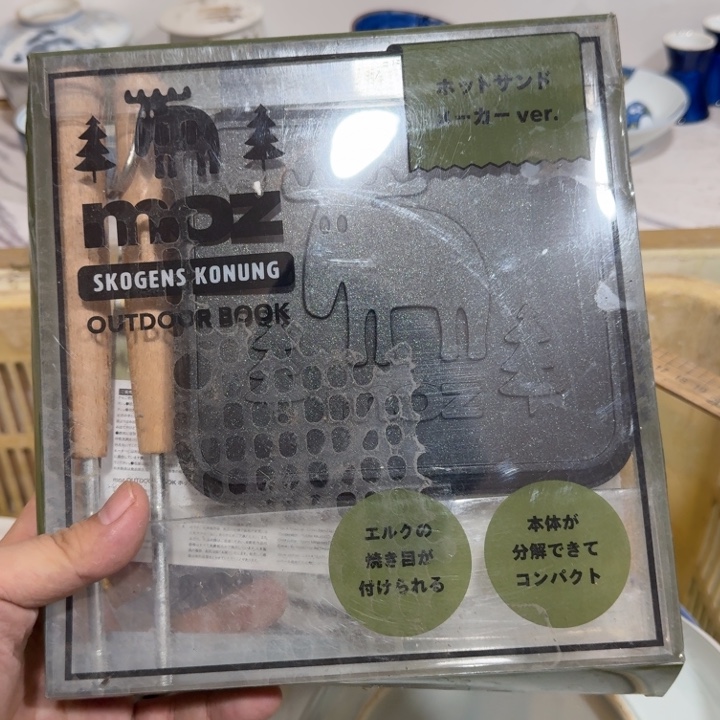 ホットサンド
メーカー ver.
moz
SKOGENS KONUNG
OUTDOOR BOOK
moz
エルクの
焼き目が
付けられる
本体が
分解できて
コンパクト